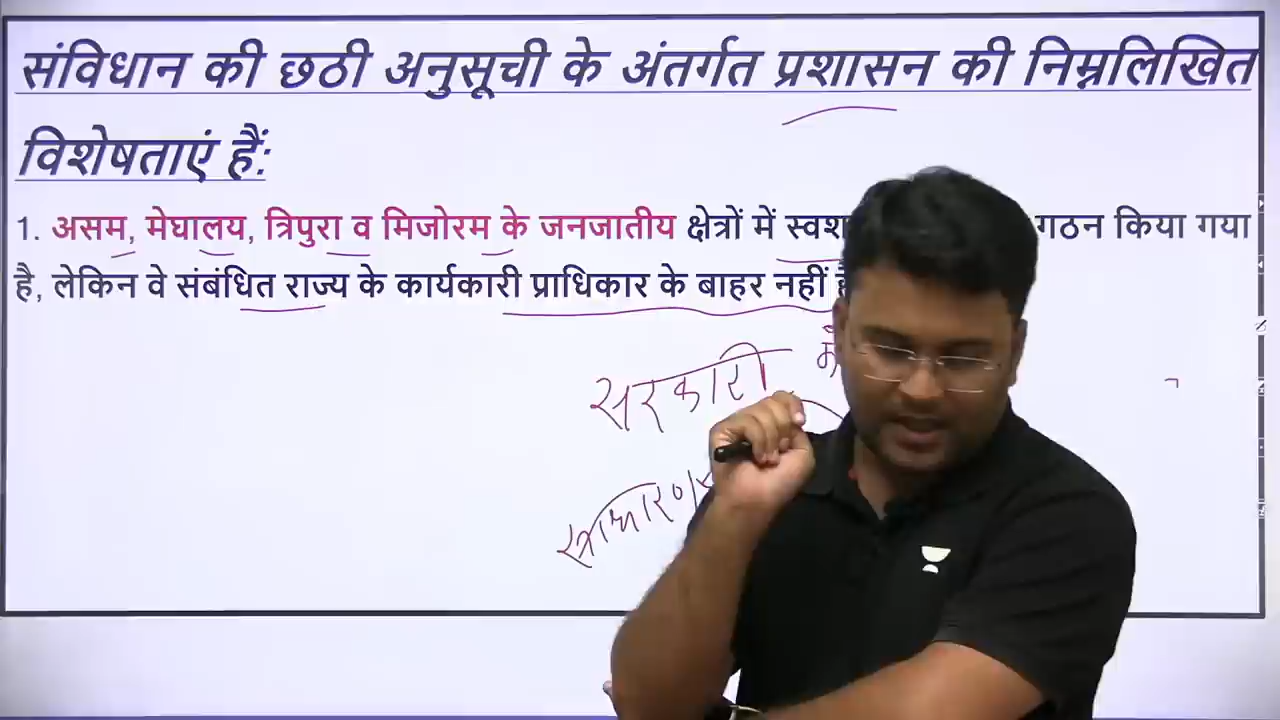 संविधान की छठी अनुसूची के अंतर्गत प्रशासन की निम्नलिखित
विशेषताएं हैं:
1. असम, मेघालय, त्रिपुरा व मिजोरम के जनजातीय क्षेत्रों में गठन किया गया
है, लेकिन वे संबंधित राज्य के कार्यकारी प्राधिकार के बाहर नहीं
सरकारी